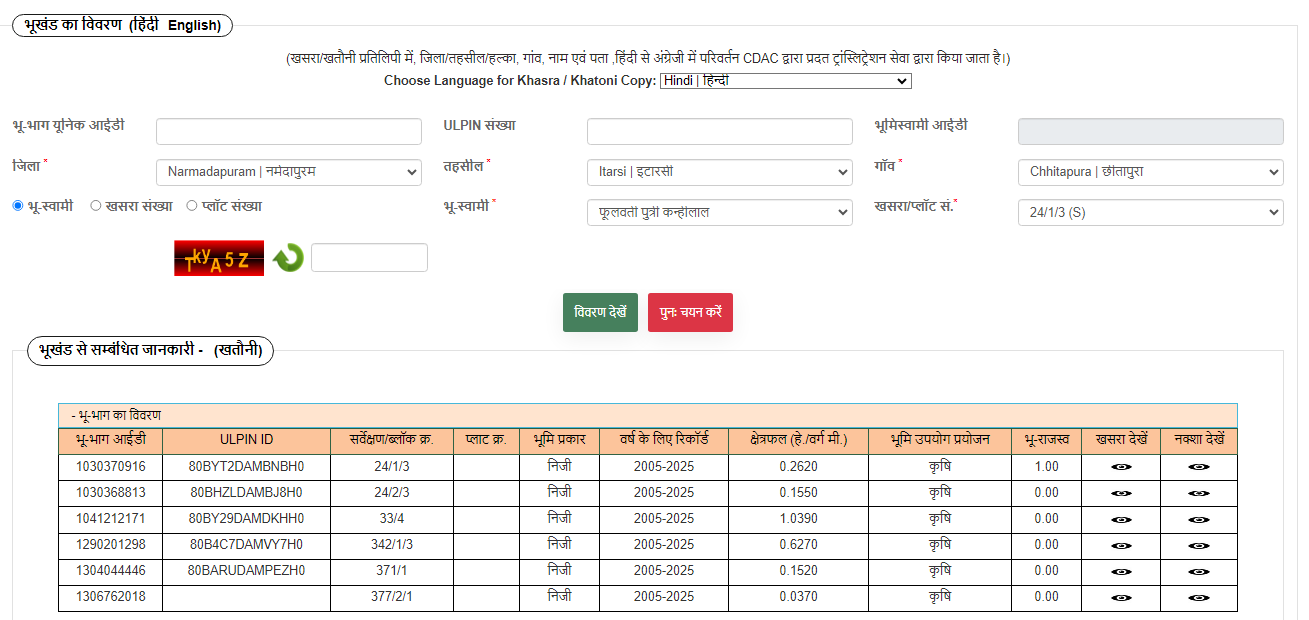 भूखंड का विवरण (हिंदी English)
(खसरा/खतौनी प्रतिलिपी में, जिला/तहसील/हल्का, गांव, नाम एवं पता ,हिंदी से अंग्रेजी में परिवर्तन CDAC द्वारा प्रदत ट्रांस्लिट्रेशन सेवा द्वारा किया जाता है।)
Choose Language for Khasra / Khatoni Copy: Hindi | हिन्दी
भू-भाग यूनिक आईडी ULPIN संख्या भूमिस्वामी आईडी
जिला * Narmadapuram | नर्मदापुरम तहसील * Itarsi | इटारसी गाँव * Chhitapura | छीतापुरा
भू-स्वामी खसरा संख्या प्लॉट संख्या भू-स्वामी * फूलवती पुत्री कन्हीलाल खसरा/प्लॉट सं.* 24/1/3 (S)
TkyA5Z
विवरण देखें पुनः चयन करें
भूखंड से सम्बंधित जानकारी - (खतौनी)
- भू-भाग का विवरण
भू-भाग आईडी ULPIN ID सर्वेक्षण/ब्लॉक क्र. प्लाट क्र. भूमि प्रकार वर्ष के लिए रिकॉर्ड क्षेत्रफल (हे./वर्ग मी.) भूमि उपयोग प्रयोजन भू-राजस्व खसरा देखें नक्शा देखें
1030370916 80BYT2DAMBNBH0 24/1/3 निजी 2005-2025 0.2620 कृषि 1.00
1030368813 80BHZLDAMBJ8H0 24/2/3 निजी 2005-2025 0.1550 कृषि 0.00
1041212171 80BY29DAMDKHH0 33/4 निजी 2005-2025 1.0390 कृषि 0.00
1290201298 80B4C7DAMVY7H0 342/1/3 निजी 2005-2025 0.6270 कृषि 0.00
1304044446 80BARUDAMPEZH0 371/1 निजी 2005-2025 0.1520 कृषि 0.00
1306762018 377/2/1 निजी 2005-2025 0.0370 कृषि 0.00